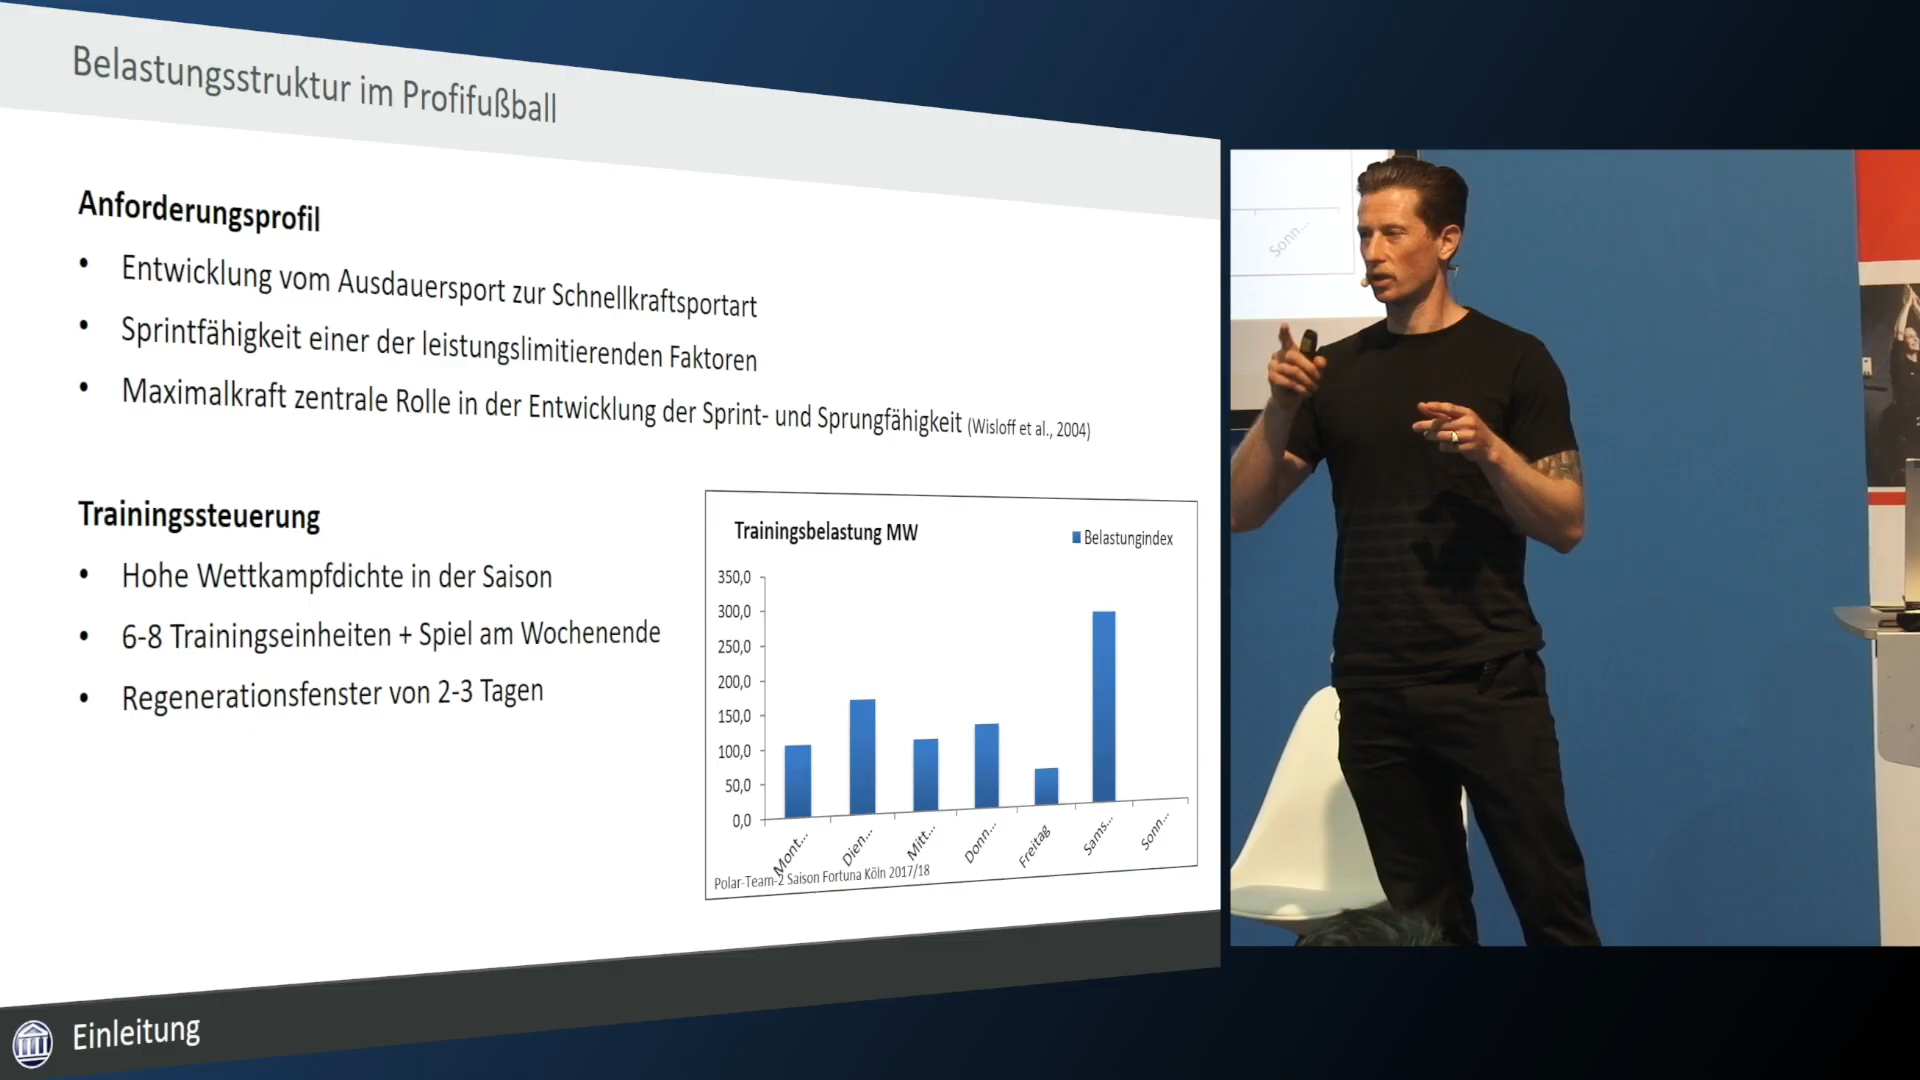 Belastungsstruktur im Profifußball
Anforderungsprofil
• Entwicklung vom Ausdauersport zur Schnellkraftsportart
• Sprintfähigkeit einer der leistungslimitierenden Faktoren
• Maximalkraft zentrale Rolle in der Entwicklung der Sprint- und Sprungfähigkeit (Wisloff et al., 2004)
Trainingssteuerung
• Hohe Wettkampfdichte in der Saison
• 6-8 Trainingseinheiten + Spiel am Wochenende
• Regenerationsfenster von 2-3 Tagen
Trainingsbelastung MW
Belastungindex
350,0
300,0
250,0
200,0
150,0
100,0
50,0
0,0
Mont...
Dien...
Mitt...
Donn...
Freitag
Sams...
Sonn...
Polar-Team-2 Saison Fortuna Köln 2017/18
Einleitung
Sonn...